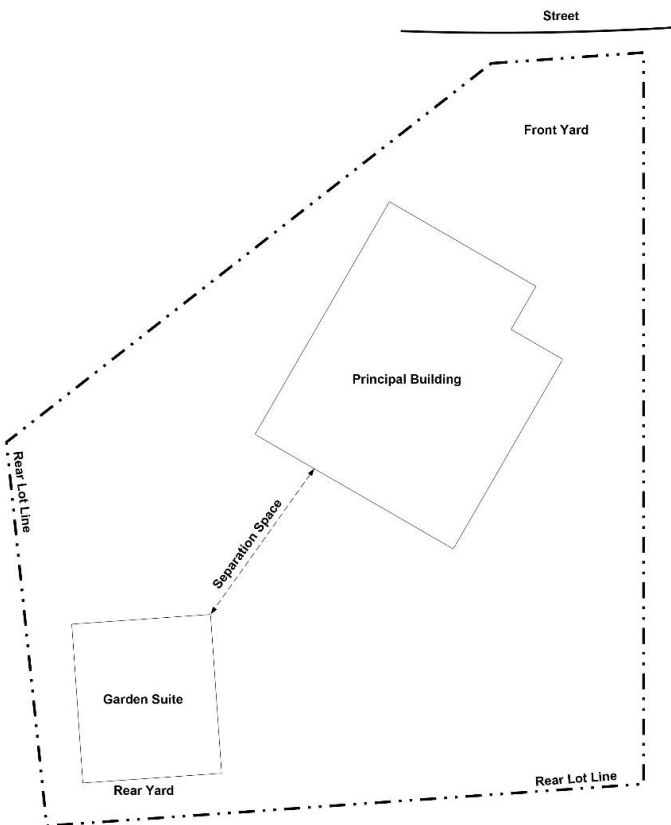 Street
Front Yard
Principal Building
Rear Lot Line
Separation Space
Garden Suite
Rear Lot Line
Rear Yard